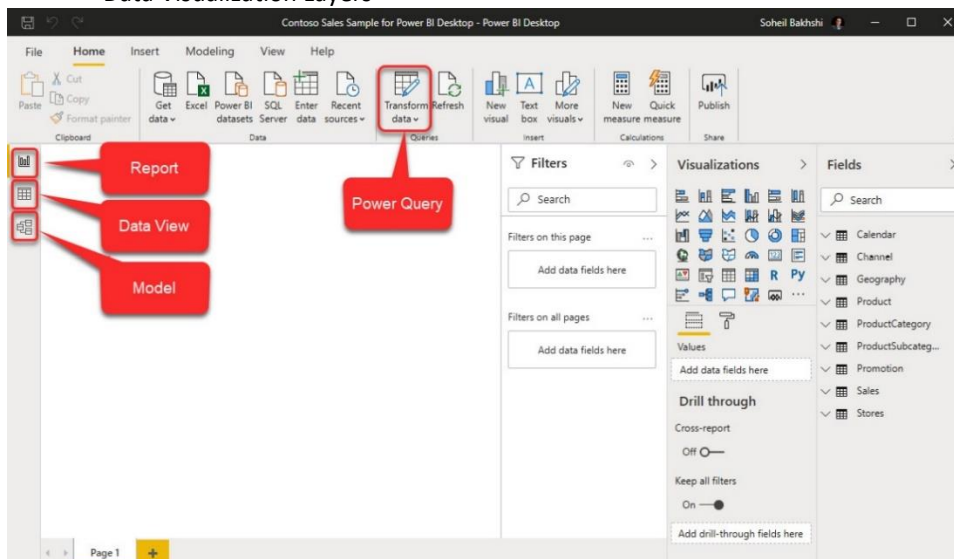 Data Visualization Layers
Contoso Sales Sample for Power BI Desktop - Power BI Desktop
Soheil Bakhshi
File Home Insert Modeling View Help
Paste
Cut
Copy
Format painter
Clipboard
Get data
Excel
Power BI datasets
SQL Server
Enter data
Recent sources
Data
Transform data
Refresh
Queries
New visual
Text box
More visuals
Insert
New measure
Quick measure
Calculations
Publish
Share
Report
Data View
Model
Power Query
Filters
Search
Filters on this page ...
Add data fields here
Filters on all pages ...
Add data fields here
Visualizations
R Py
...
Values
Add data fields here
Drill through
Cross-report
Off
Keep all filters
On
Add drill-through fields here
Fields
Search
Calendar
Channel
Geography
Product
ProductCategory
ProductSubcateg...
Promotion
Sales
Stores
Page 1 +